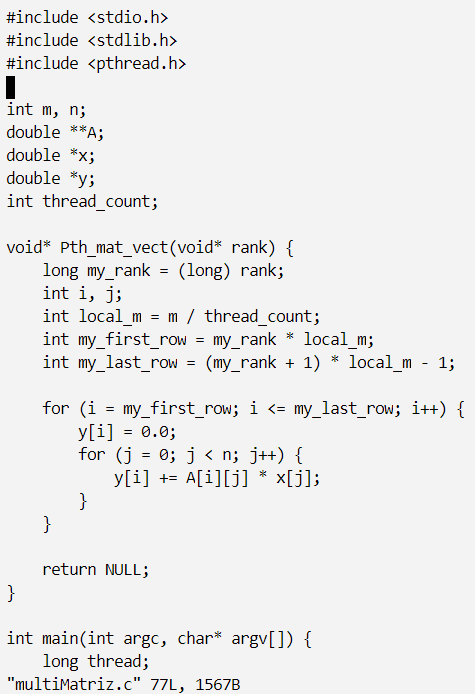 #include <stdio.h>
#include <stdlib.h>
#include <pthread.h>
int m, n;
double **A;
double *x;
double *y;
int thread_count;
void* Pth_mat_vect(void* rank) {
    long my_rank = (long) rank;
    int i, j;
    int local_m = m / thread_count;
    int my_first_row = my_rank * local_m;
    int my_last_row = (my_rank + 1) * local_m - 1;
    for (i = my_first_row; i <= my_last_row; i++) {
        y[i] = 0.0;
        for (j = 0; j < n; j++) {
            y[i] += A[i][j] * x[j];
        }
    }
    return NULL;
}
int main(int argc, char* argv[]) {
    long thread;
"multiMatriz.c" 77L, 1567B